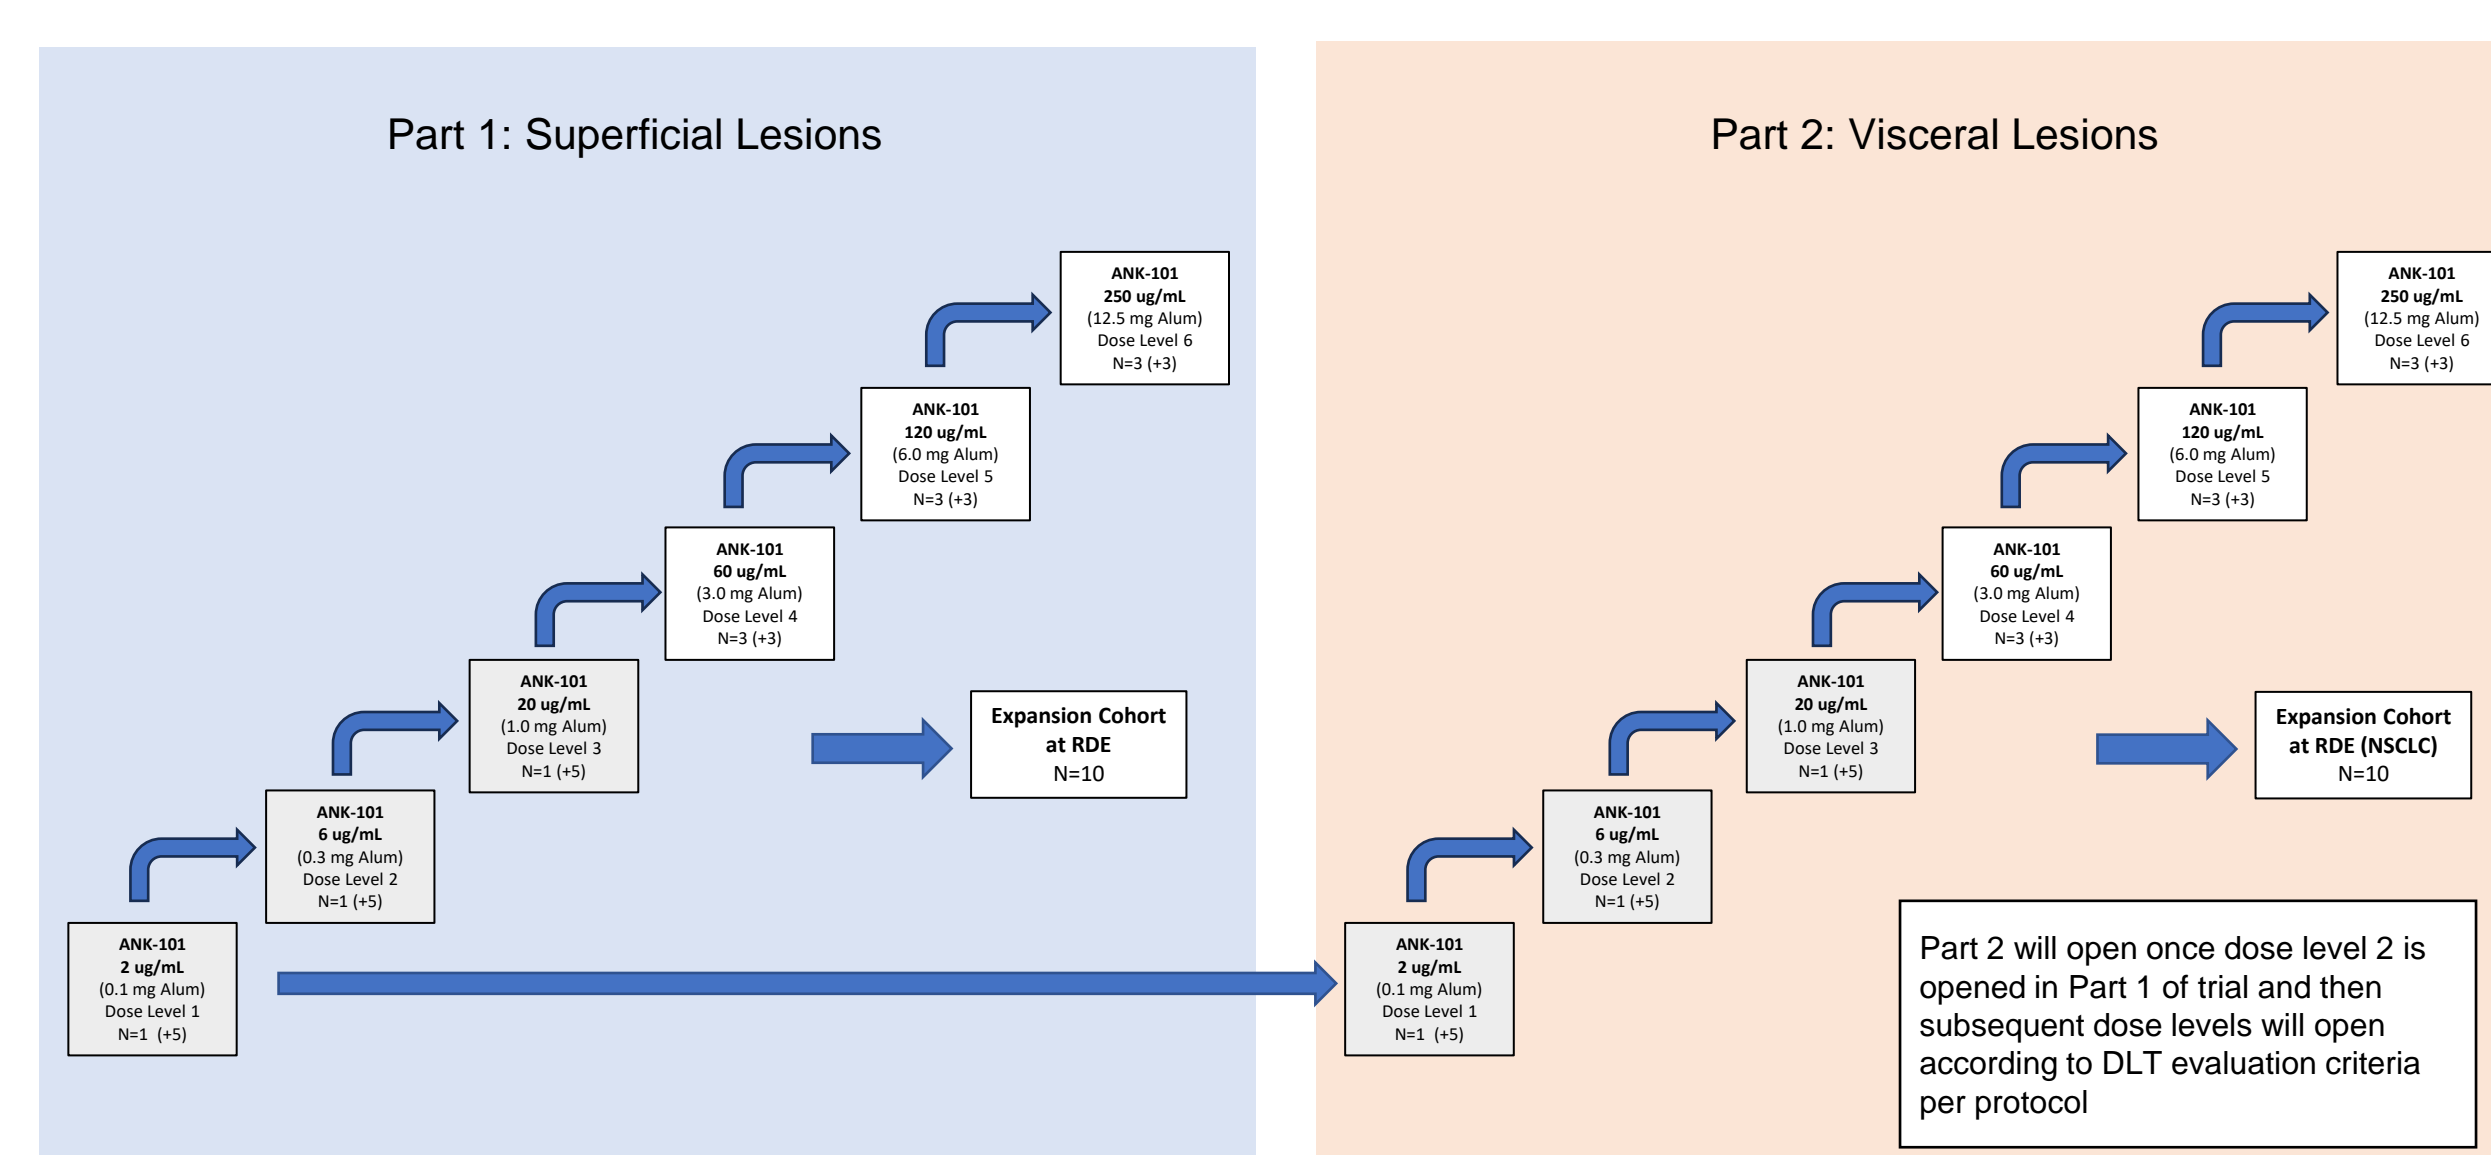 Part 1: Superficial Lesions
ANK-101
250 ug/mL
(12.5 mg Alum)
Dose Level 6
N=3 (+3)
ANK-101
120 ug/mL
(6.0 mg Alum)
Dose Level 5
N=3 (+3)
ANK-101
60 ug/mL
(3.0 mg Alum)
Dose Level 4
N=3 (+3)
ANK-101
20 ug/mL
(1.0 mg Alum)
Dose Level 3
N=1 (+5)
Expansion Cohort
at RDE
N=10
ANK-101
6 ug/mL
(0.3 mg Alum)
Dose Level 2
N=1 (+5)
ANK-101
2 ug/mL
(0.1 mg Alum)
Dose Level 1
N=1 (+5)
Part 2: Visceral Lesions
ANK-101
250 ug/mL
(12.5 mg Alum)
Dose Level 6
N=3 (+3)
ANK-101
120 ug/mL
(6.0 mg Alum)
Dose Level 5
N=3 (+3)
ANK-101
60 ug/mL
(3.0 mg Alum)
Dose Level 4
N=3 (+3)
ANK-101
20 ug/mL
(1.0 mg Alum)
Dose Level 3
N=1 (+5)
Expansion Cohort
at RDE (NSCLC)
N=10
ANK-101
6 ug/mL
(0.3 mg Alum)
Dose Level 2
N=1 (+5)
ANK-101
2 ug/mL
(0.1 mg Alum)
Dose Level 1
N=1 (+5)
Part 2 will open once dose level 2 is
opened in Part 1 of trial and then
subsequent dose levels will open
according to DLT evaluation criteria
per protocol